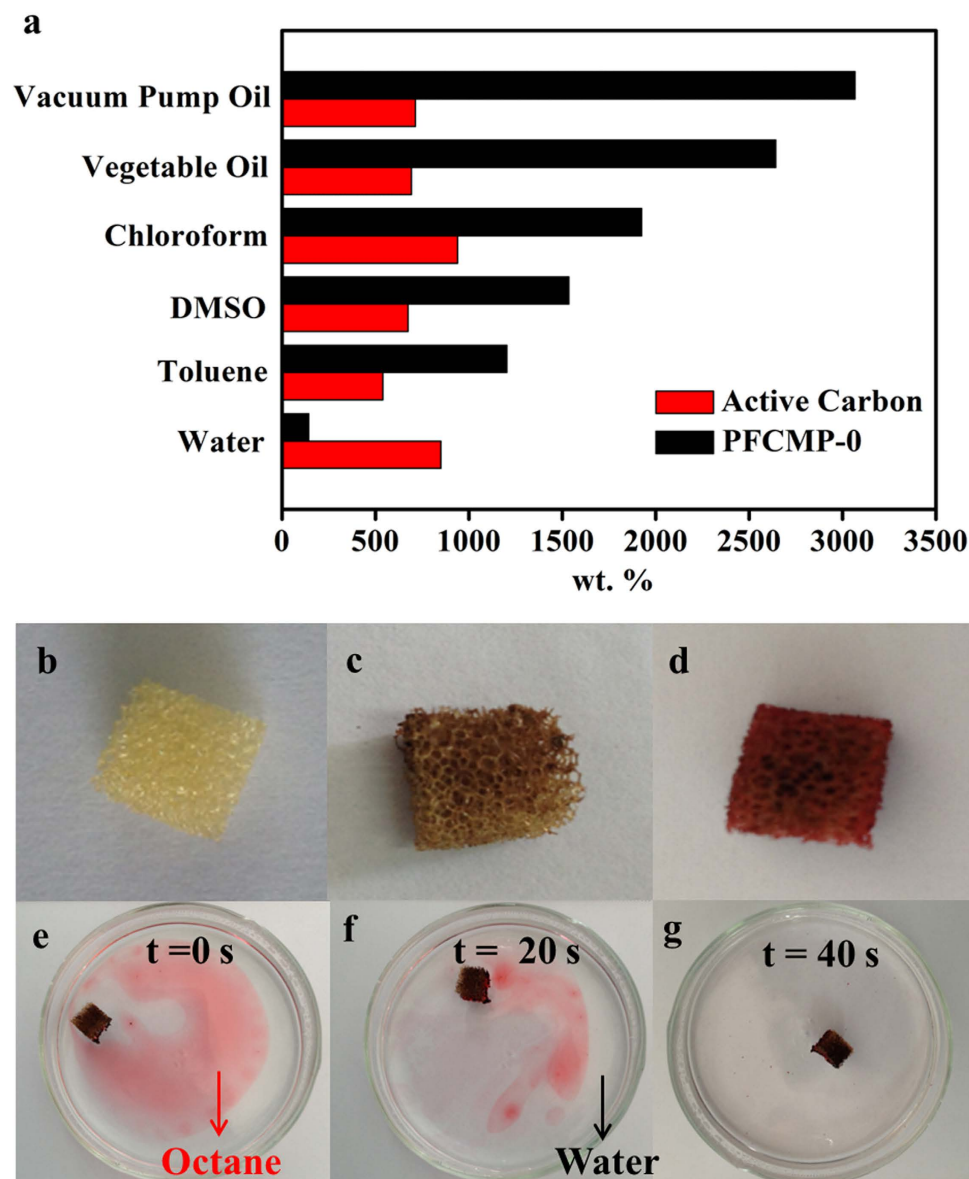 a
Vacuum Pump Oil
Vegetable Oil
Chloroform
DMSO
Toluene
Water
Active Carbon
PFCMP-0
0 500 1000 1500 2000 2500 3000 3500
wt. %
b c d
e t =0 s f t = 20 s g t = 40 s
Octane Water